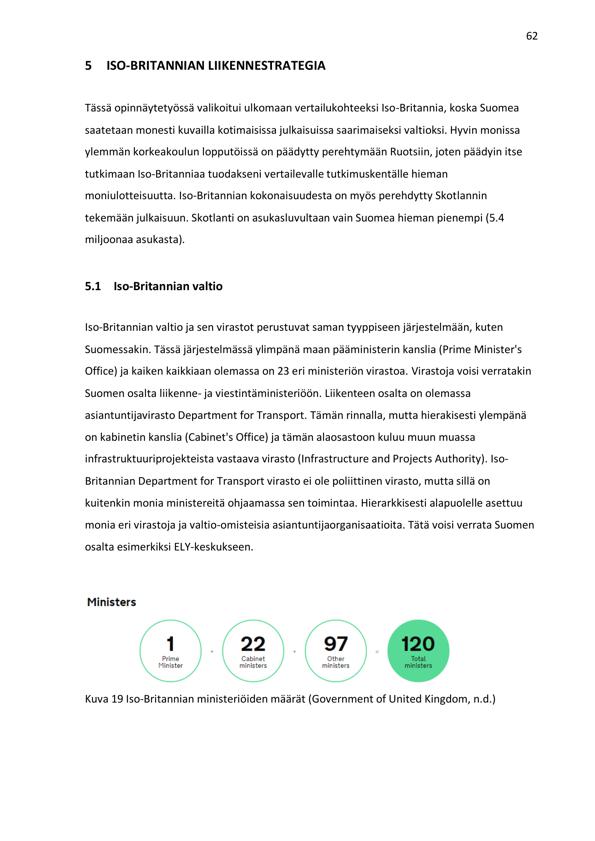 62
5 ISO-BRITANNIAN LIIKENNESTRATEGIA
Tässä opinnäytetyössä valikoitui ulkomaan vertailukohteeksi Iso-Britannia, koska Suomea
saatetaan monesti kuvailla kotimaisissa julkaisuissa saarimaiseksi valtioksi. Hyvin monissa
ylemmän korkeakoulun lopputöissä on päädytty perehtymään Ruotsiin, joten päädyin itse
tutkimaan Iso-Britanniaa tuodakseni vertailevalle tutkimuskentälle hieman
moniulotteisuutta. Iso-Britannian kokonaisuudesta on myös perehdytty Skotlannin
tekemään julkaisuun. Skotlanti on asukasluvultaan vain Suomea hieman pienempi (5.4
miljoonaa asukasta).
5.1 Iso-Britannian valtio
Iso-Britannian valtio ja sen virastot perustuvat saman tyyppiseen järjestelmään, kuten
Suomessakin. Tässä järjestelmässä ylimpänä maan pääministerin kanslia (Prime Minister's
Office) ja kaiken kaikkiaan olemassa on 23 eri ministeriön virastoa. Virastoja voisi verratakin
Suomen osalta liikenne- ja viestintäministeriöön. Liikenteen osalta on olemassa
asiantuntijavirasto Department for Transport. Tämän rinnalla, mutta hierakisesti ylempänä
on kabinetin kanslia (Cabinet's Office) ja tämän alaosastoon kuluu muun muassa
infrastruktuuriprojekteista vastaava virasto (Infrastructure and Projects Authority). Iso-
Britannian Department for Transport virasto ei ole poliittinen virasto, mutta sillä on
kuitenkin monia ministereitä ohjaamassa sen toimintaa. Hierarkkisesti alapuolelle asettuu
monia eri virastoja ja valtio-omisteisia asiantuntijaorganisaatioita. Tätä voisi verrata Suomen
osalta esimerkiksi ELY-keskukseen.
Ministers
1 + 22 + 97 = 120
Prime Cabinet Other Total
Minister ministers ministers ministers
Kuva 19 Iso-Britannian ministeriöiden määrät (Government of United Kingdom, n.d.)